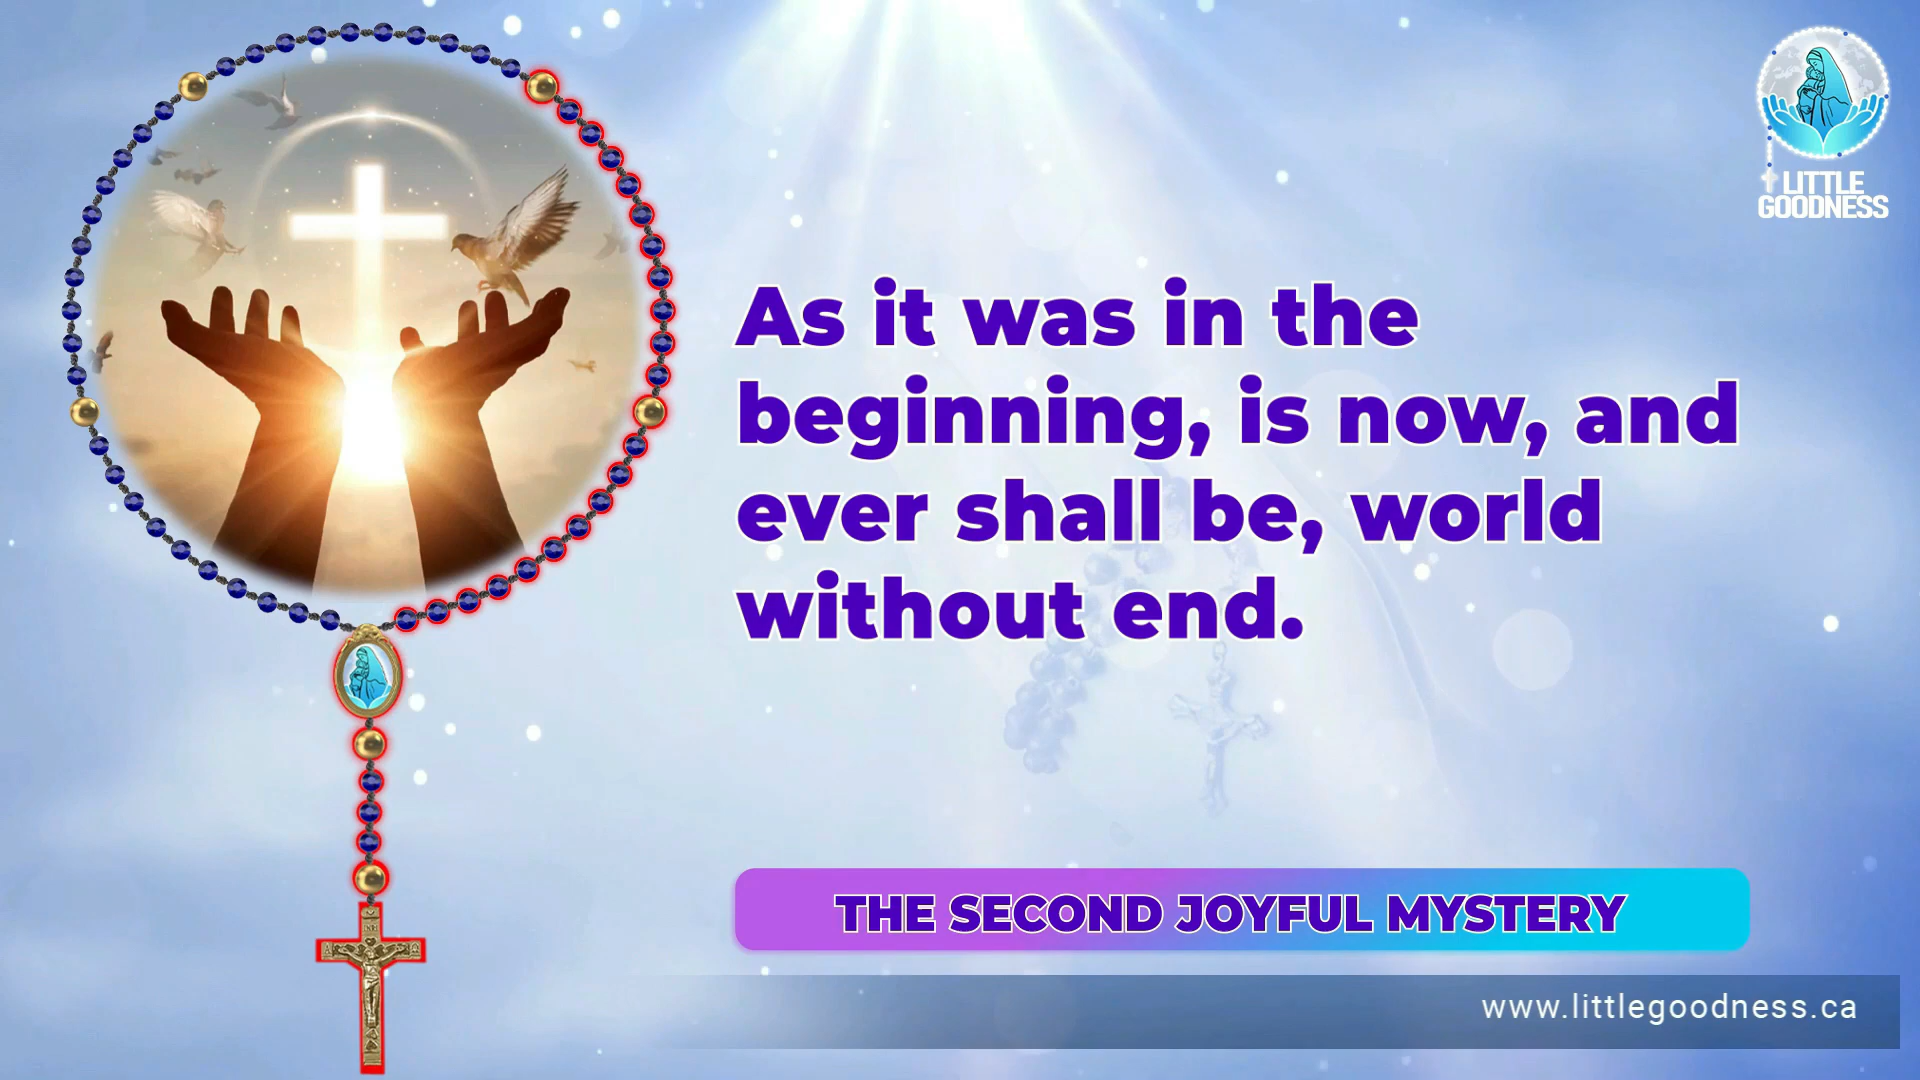 LITTLE
GOODNESS
As it was in the
beginning, is now, and
ever shall be, world
without end.
THE SECOND JOYFUL MYSTERY
www.littlegoodness.ca